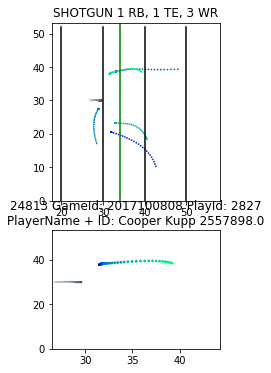 SHOTGUN 1 RB, 1 TE, 3 WR
50
40
30
20
10
0
20 30 40 50
24813 GameId: 2017100808 PlayId: 2827
PlayerName + ID: Cooper Kupp 2557898.0
40
20
0
30 35 40